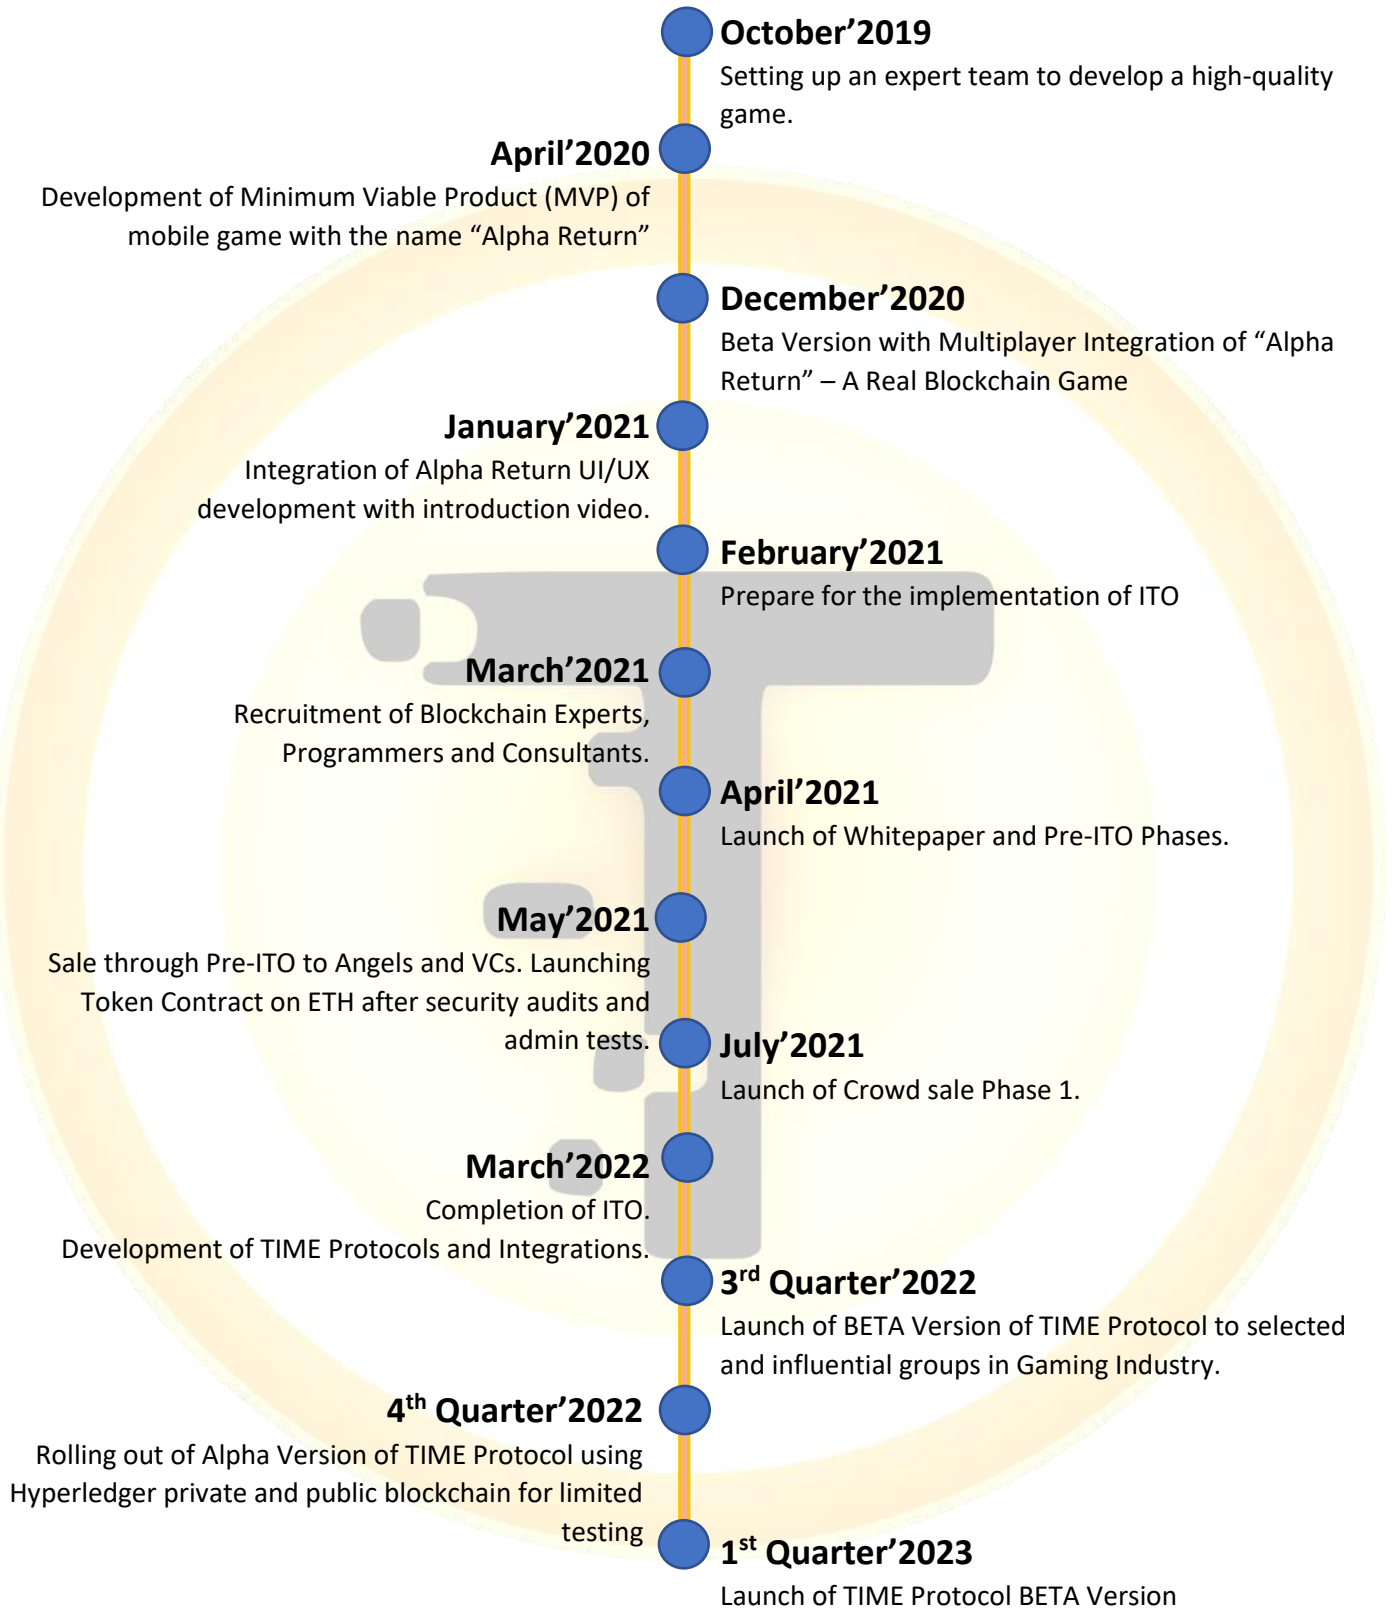 October’2019
Setting up an expert team to develop a high-quality
game.
April’2020
Development of Minimum Viable Product (MVP) of
mobile game with the name “Alpha Return”
December’2020
Beta Version with Multiplayer Integration of “Alpha
Return” – A Real Blockchain Game
January’2021
Integration of Alpha Return UI/UX
development with introduction video.
February’2021
Prepare for the implementation of ITO
March’2021
Recruitment of Blockchain Experts,
Programmers and Consultants.
April’2021
Launch of Whitepaper and Pre-ITO Phases.
May’2021
Sale through Pre-ITO to Angels and VCs. Launching
Token Contract on ETH after security audits and
admin tests.
July’2021
Launch of Crowd sale Phase 1.
March’2022
Completion of ITO.
Development of TIME Protocols and Integrations.
3rd Quarter’2022
Launch of BETA Version of TIME Protocol to selected
and influential groups in Gaming Industry.
4th Quarter’2022
Rolling out of Alpha Version of TIME Protocol using
Hyperledger private and public blockchain for limited
testing
1st Quarter’2023
Launch of TIME Protocol BETA Version